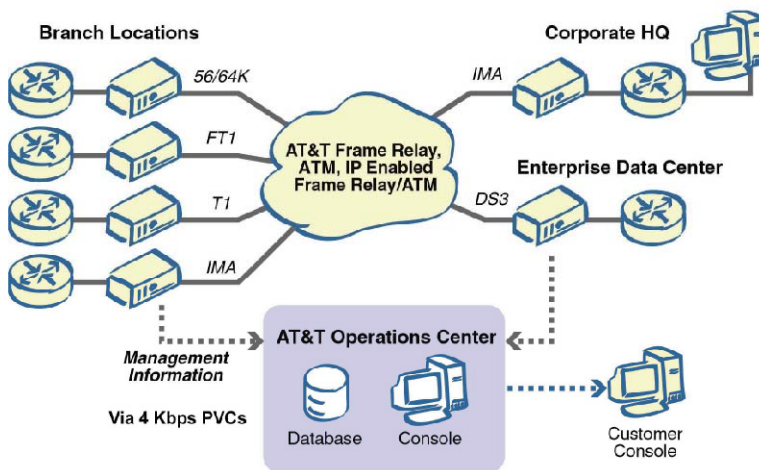 Branch Locations
Corporate HQ
56/64K
IMA
FT1
AT&T Frame Relay,
ATM, IP Enabled
Frame Relay/ATM
Enterprise Data Center
T1
DS3
IMA
AT&T Operations Center
Management
Information
Via 4 Kbps PVCs
Database
Console
Customer
Console